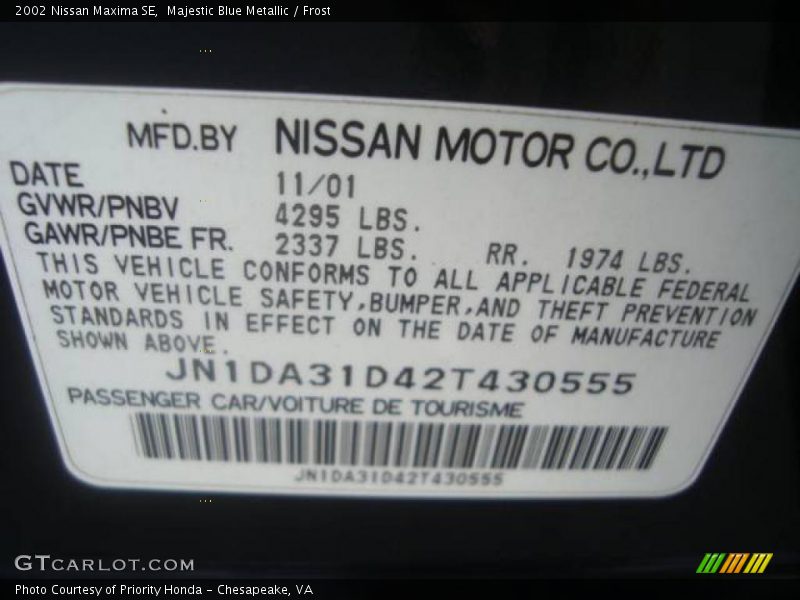 2002 Nissan Maxima SE,  Majestic Blue Metallic / Frost
MFD.BY NISSAN MOTOR CO.,LTD
DATE 11/01
GVWR/PNBV 4295 LBS.
GAWR/PNBE FR. 2337 LBS. RR. 1974 LBS.
THIS VEHICLE CONFORMS TO ALL APPLICABLE FEDERAL
MOTOR VEHICLE SAFETY,BUMPER,AND THEFT PREVENTION
STANDARDS IN EFFECT ON THE DATE OF MANUFACTURE
SHOWN ABOVE.
JN1DA31D42T430555
PASSENGER CAR/VOITURE DE TOURISME
JN1DA31D42T430555
GTCARLOT.COM
Photo Courtesy of Priority Honda - Chesapeake, VA